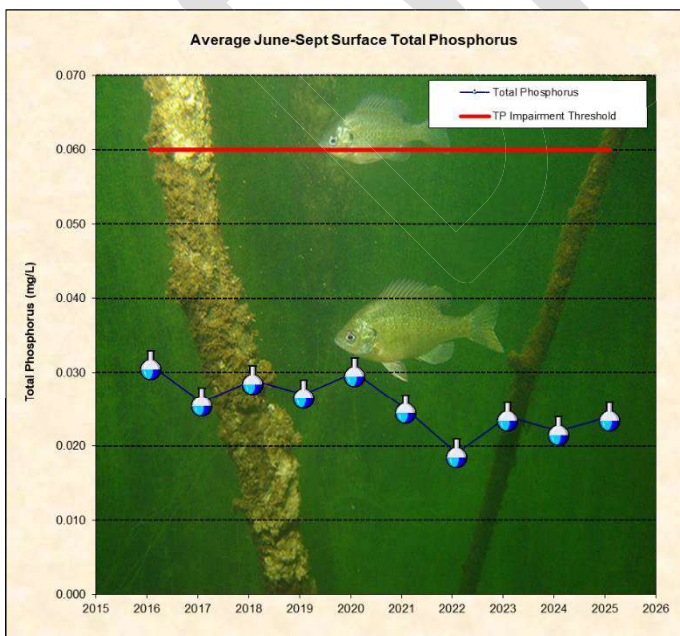 Average June-Sept Surface Total Phosphorus
Total Phosphorus
TP Impairment Threshold
Total Phosphorus (mg/L)
0.070
0.060
0.050
0.040
0.030
0.020
0.010
0.000
2015 2016 2017 2018 2019 2020 2021 2022 2023 2024 2025 2026